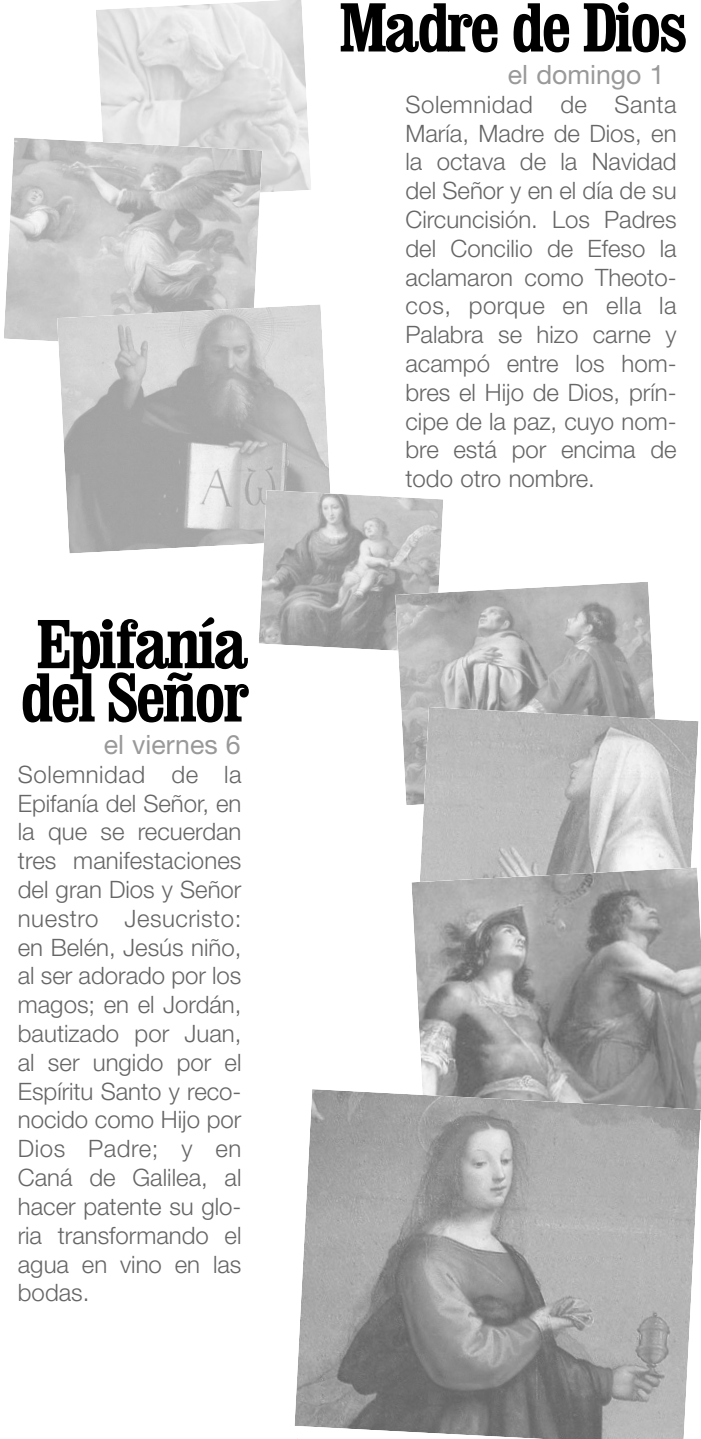 Madre de Dios
el domingo 1
Solemnidad de Santa
María, Madre de Dios, en
la octava de la Navidad
del Señor y en el día de su
Circuncisión. Los Padres
del Concilio de Efeso la
aclamaron como Theoto-
cos, porque en ella la
Palabra se hizo carne y
acampó entre los hom-
bres el Hijo de Dios, prín-
cipe de la paz, cuyo nom-
bre está por encima de
todo otro nombre.
A Ω
Epifanía
del Señor
el viernes 6
Solemnidad de la
Epifanía del Señor, en
la que se recuerdan
tres manifestaciones
del gran Dios y Señor
nuestro Jesucristo:
en Belén, Jesús niño,
al ser adorado por los
magos; en el Jordán,
bautizado por Juan,
al ser ungido por el
Espíritu Santo y reco-
nocido como Hijo por
Dios Padre; y en
Caná de Galilea, al
hacer patente su glo-
ria transformando el
agua en vino en las
bodas.